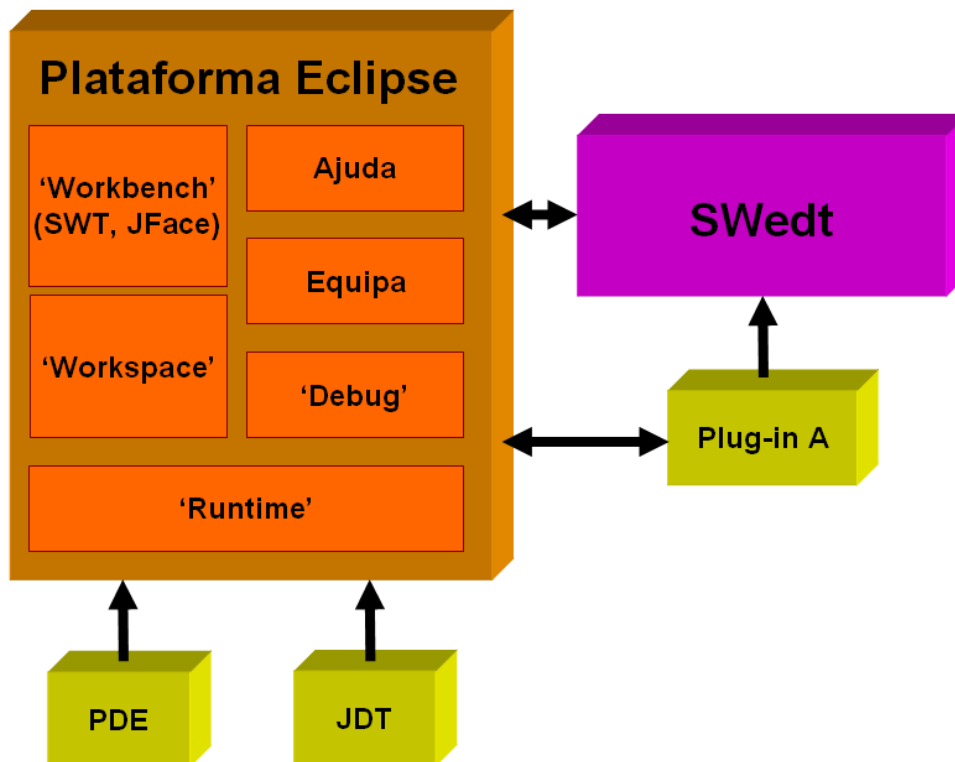 Plataforma Eclipse
‘Workbench’
(SWT, JFace)
Ajuda
Equipa
‘Workspace’
‘Debug’
‘Runtime’
SWedt
Plug-in A
PDE
JDT